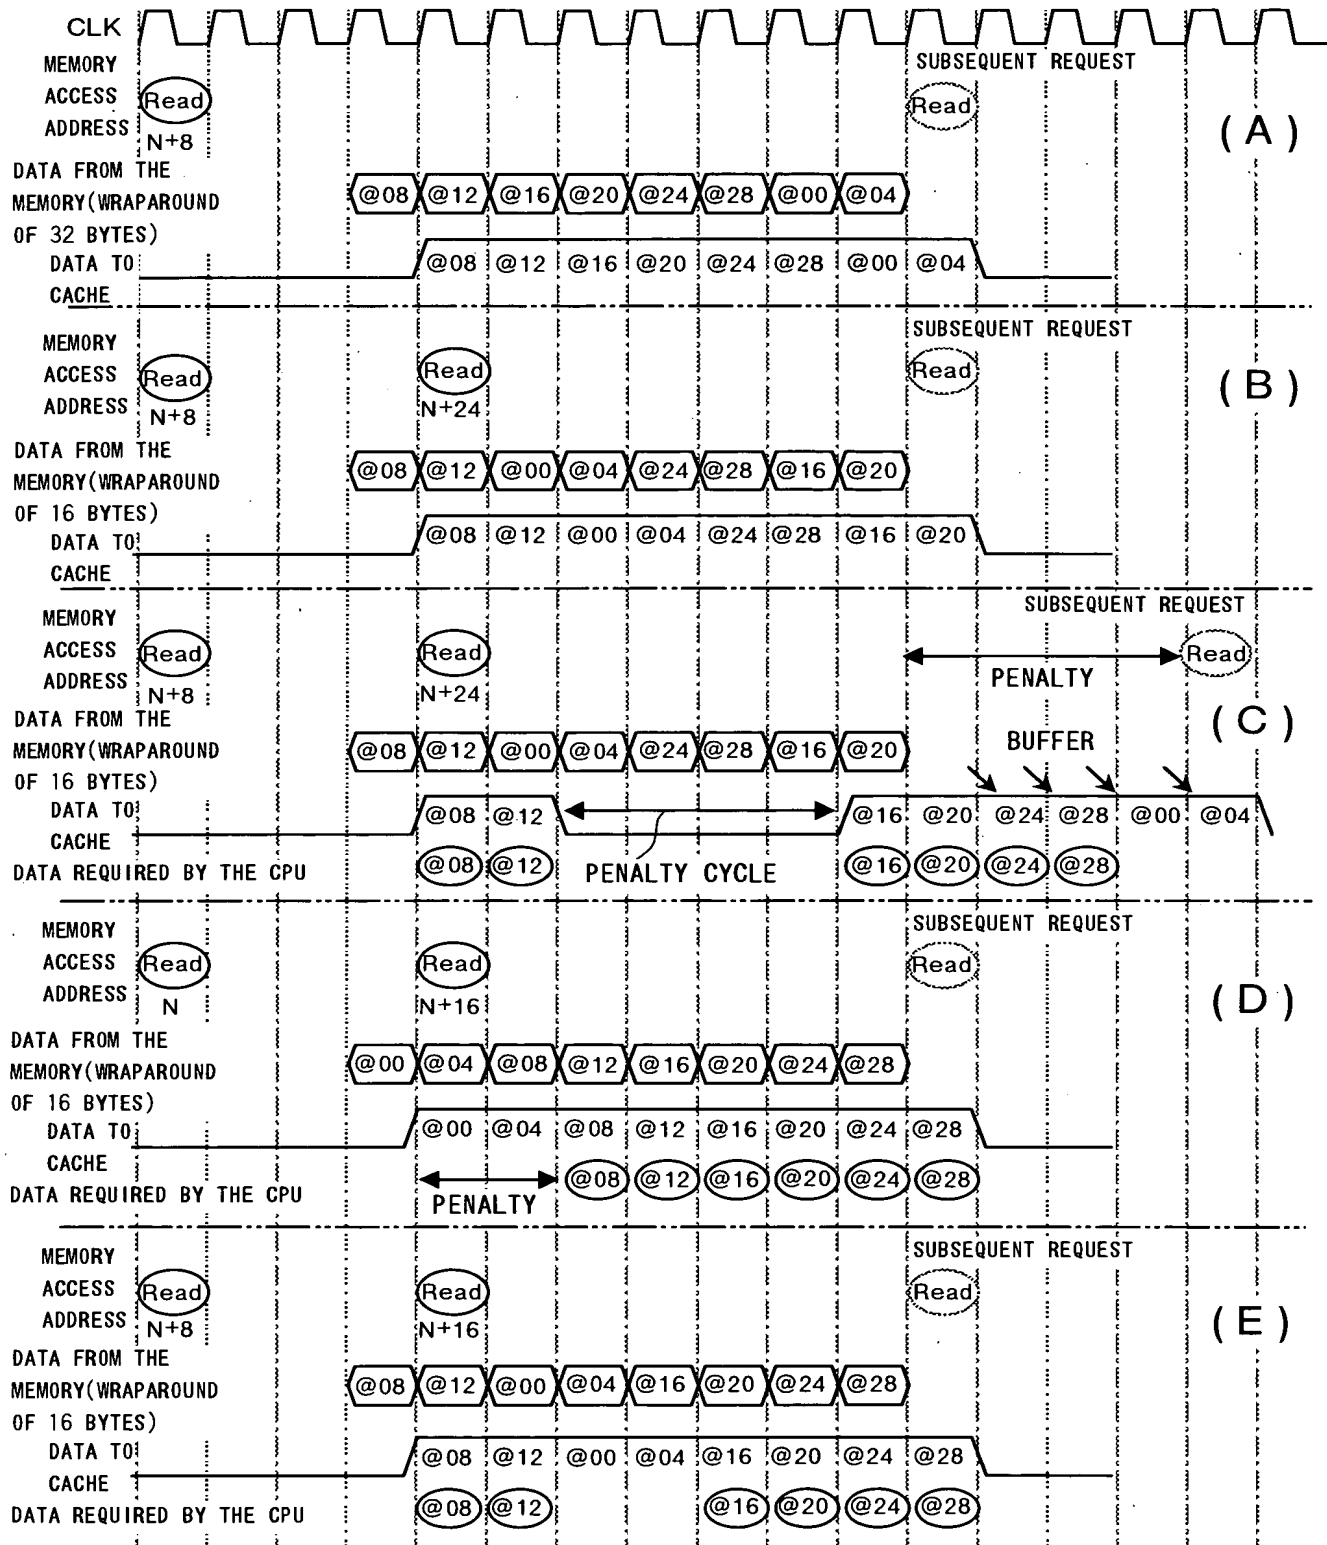 CLK
MEMORY
SUBSEQUENT REQUEST
ACCESS
Read
Read
ADDRESS
N+8
( A )
DATA FROM THE
MEMORY(WRAPAROUND
@08 @12 @16 @20 @24 @28 @00 @04
OF 32 BYTES)
DATA TO
@08 @12 @16 @20 @24 @28 @00 @04
CACHE
SUBSEQUENT REQUEST
MEMORY
ACCESS
Read
Read
Read
ADDRESS
N+8
N+24
( B )
DATA FROM THE
MEMORY(WRAPAROUND
@08 @12 @00 @04 @24 @28 @16 @20
OF 16 BYTES)
DATA TO
@08 @12 @00 @04 @24 @28 @16 @20
CACHE
SUBSEQUENT REQUEST
MEMORY
ACCESS
Read
Read
Read
PENALTY
ADDRESS
N+8
N+24
( C )
DATA FROM THE
MEMORY(WRAPAROUND
@08 @12 @00 @04 @24 @28 @16 @20
BUFFER
OF 16 BYTES)
DATA TO
@08 @12 @16 @20 @24 @28 @00 @04
CACHE
DATA REQUIRED BY THE CPU
@08 @12
PENALTY CYCLE
@16 @20 @24 @28
SUBSEQUENT REQUEST
MEMORY
ACCESS
Read
Read
Read
ADDRESS
N
N+16
( D )
DATA FROM THE
MEMORY(WRAPAROUND
@00 @04 @08 @12 @16 @20 @24 @28
OF 16 BYTES)
DATA TO
@00 @04 @08 @12 @16 @20 @24 @28
CACHE
DATA REQUIRED BY THE CPU
PENALTY
@08 @12 @16 @20 @24 @28
SUBSEQUENT REQUEST
MEMORY
ACCESS
Read
Read
Read
ADDRESS
N+8
N+16
( E )
DATA FROM THE
MEMORY(WRAPAROUND
@08 @12 @00 @04 @16 @20 @24 @28
OF 16 BYTES)
DATA TO
@08 @12 @00 @04 @16 @20 @24 @28
CACHE
DATA REQUIRED BY THE CPU
@08 @12 @16 @20 @24 @28